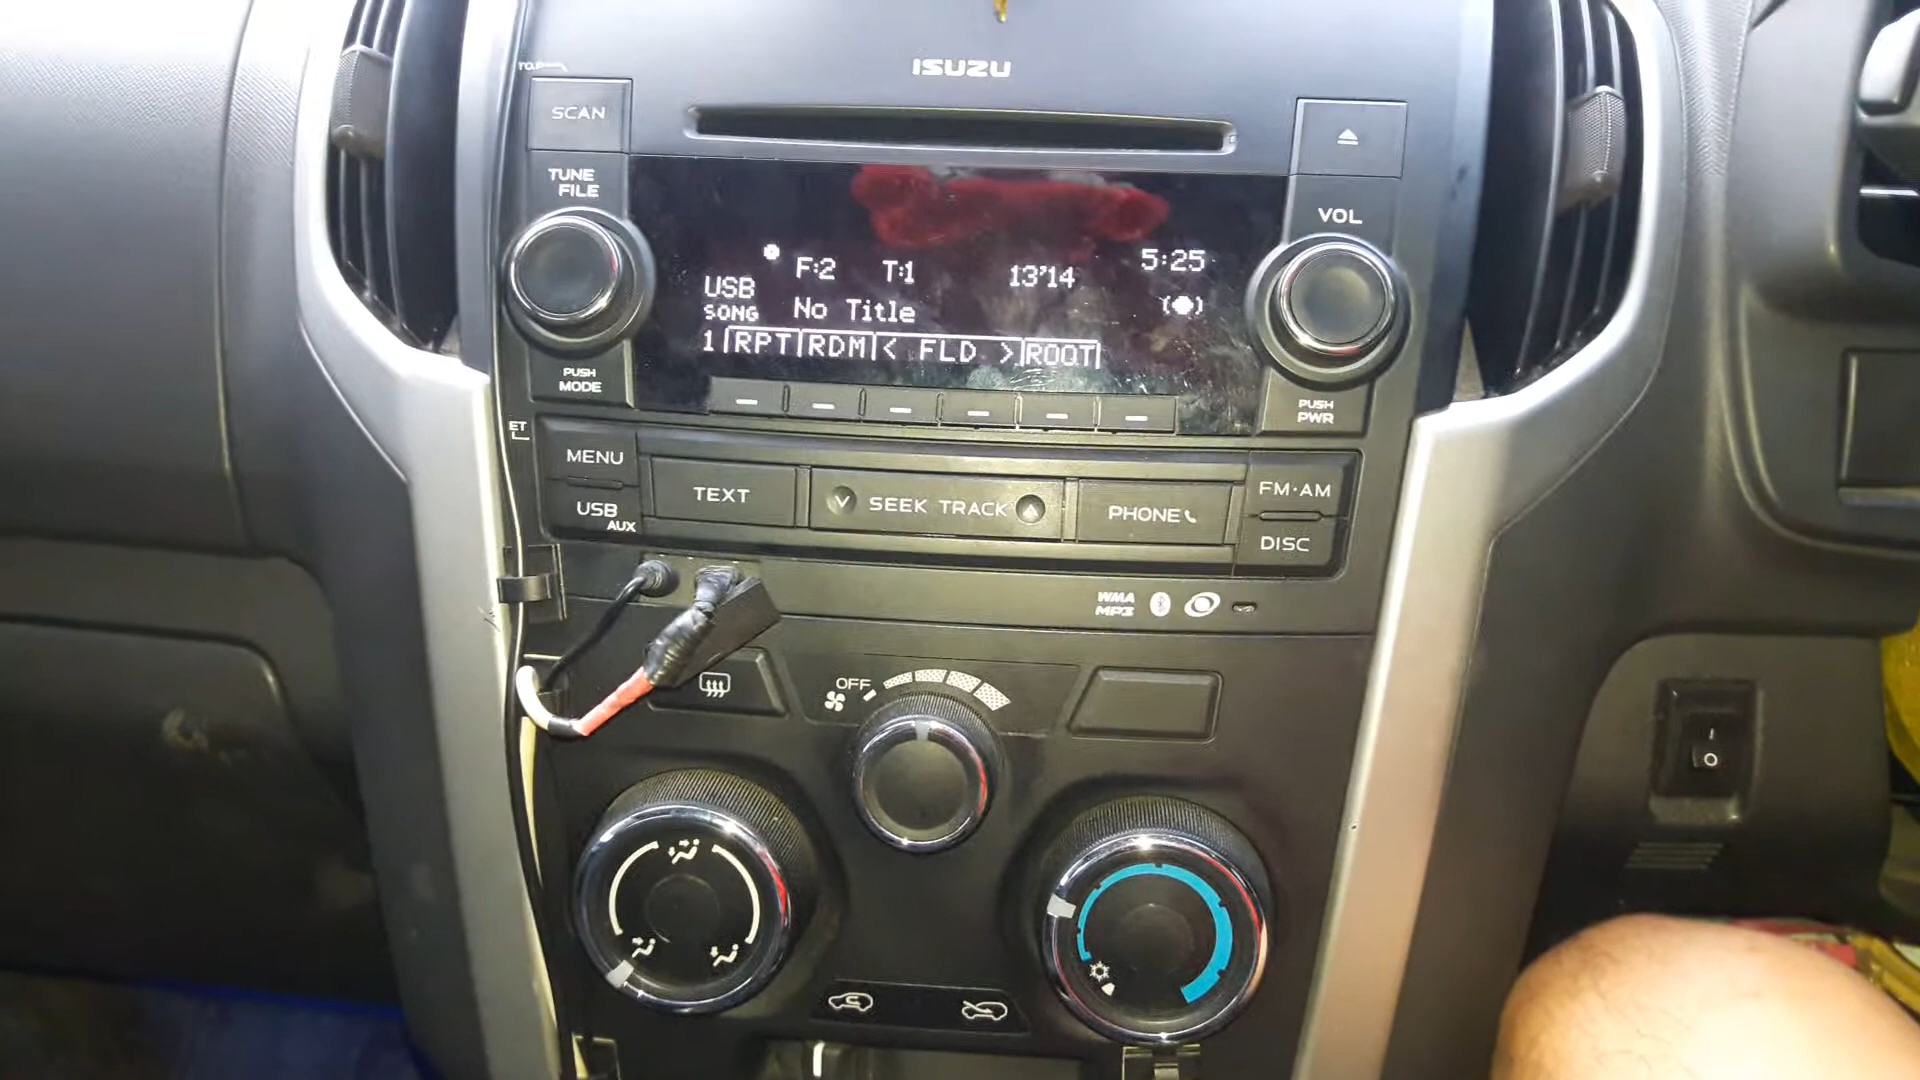 ISUZU
SCAN
TUNE
FILE
VOL
F:2 T:1 13'14 5:25
USB
SONG No Title
1 RPT RDM < FLD > ROOT
PUSH
MODE
PUSH
PWR
MENU
TEXT
SEEK TRACK
PHONE
FM·AM
USB
AUX
DISC
WMA
MP3
OFF
I
O